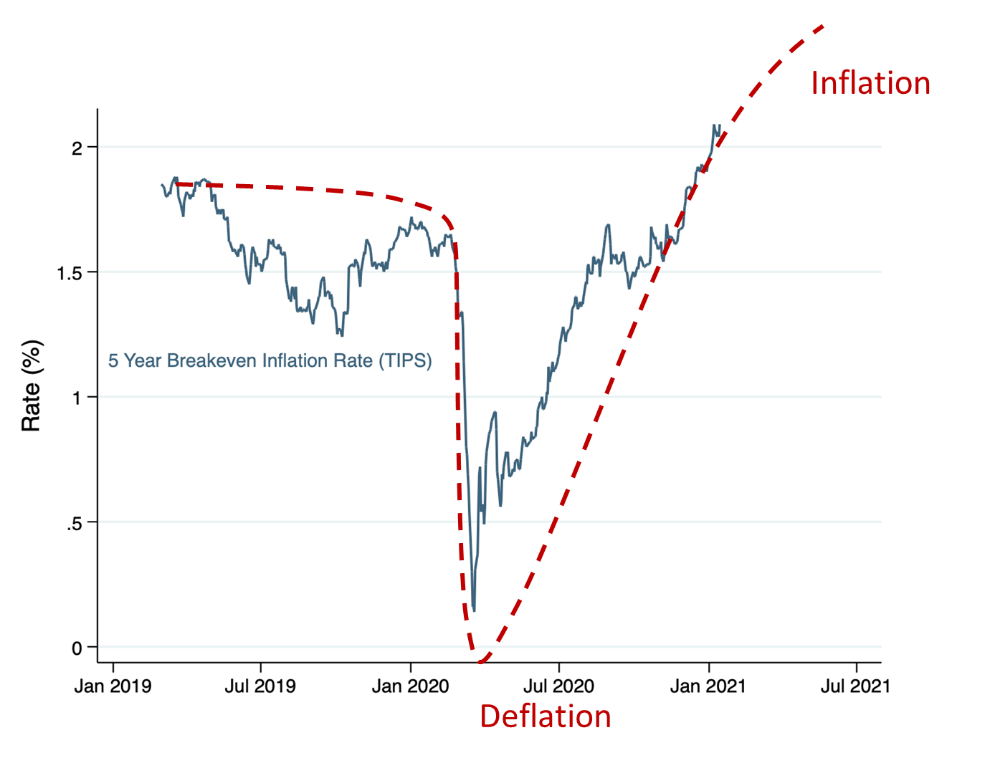 Inflation
2
1.5
5 Year Breakeven Inflation Rate (TIPS)
Rate (%)
1
.5
0
Jan 2019 Jul 2019 Jan 2020 Jul 2020 Jan 2021 Jul 2021
Deflation